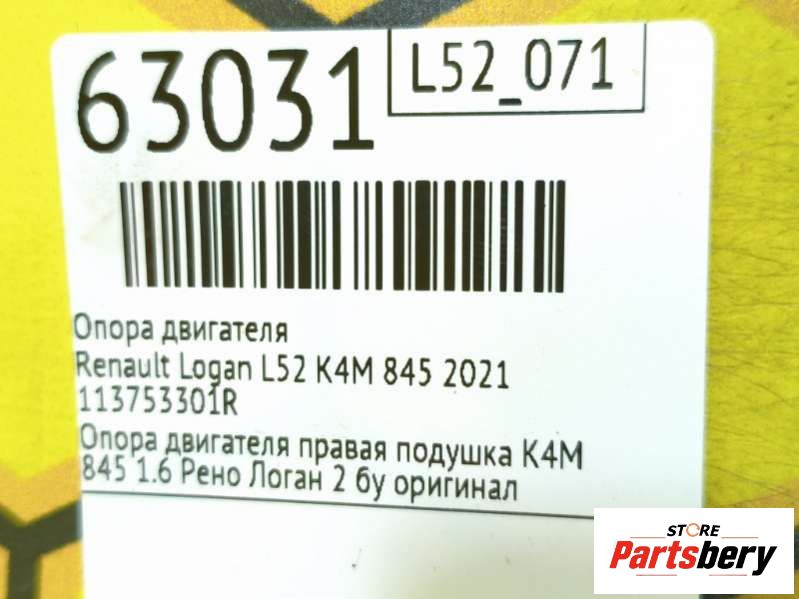 63031
L52_071
Опора двигателя
Renault Logan L52 K4M 845 2021
113753301R
Опора двигателя правая подушка K4M
845 1.6 Рено Логан 2 бу оригинал
STORE
Partsbery